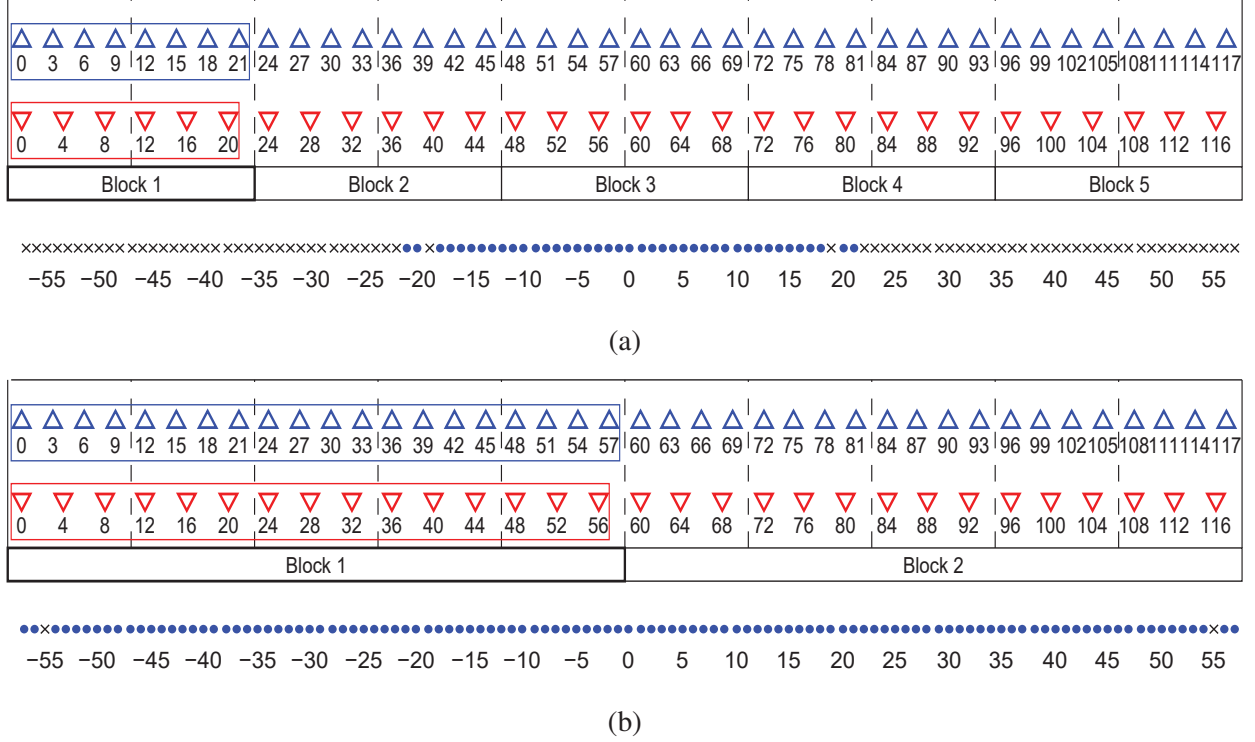 0 3 6 9 12 15 18 21 24 27 30 33 36 39 42 45 48 51 54 57 60 63 66 69 72 75 78 81 84 87 90 93 96 99 102 105 108 111 114 117
0 4 8 12 16 20 24 28 32 36 40 44 48 52 56 60 64 68 72 76 80 84 88 92 96 100 104 108 112 116
Block 1 Block 2 Block 3 Block 4 Block 5
−55 −50 −45 −40 −35 −30 −25 −20 −15 −10 −5 0 5 10 15 20 25 30 35 40 45 50 55
(a)
0 3 6 9 12 15 18 21 24 27 30 33 36 39 42 45 48 51 54 57 60 63 66 69 72 75 78 81 84 87 90 93 96 99 102 105 108 111 114 117
0 4 8 12 16 20 24 28 32 36 40 44 48 52 56 60 64 68 72 76 80 84 88 92 96 100 104 108 112 116
Block 1 Block 2
−55 −50 −45 −40 −35 −30 −25 −20 −15 −10 −5 0 5 10 15 20 25 30 35 40 45 50 55
(b)